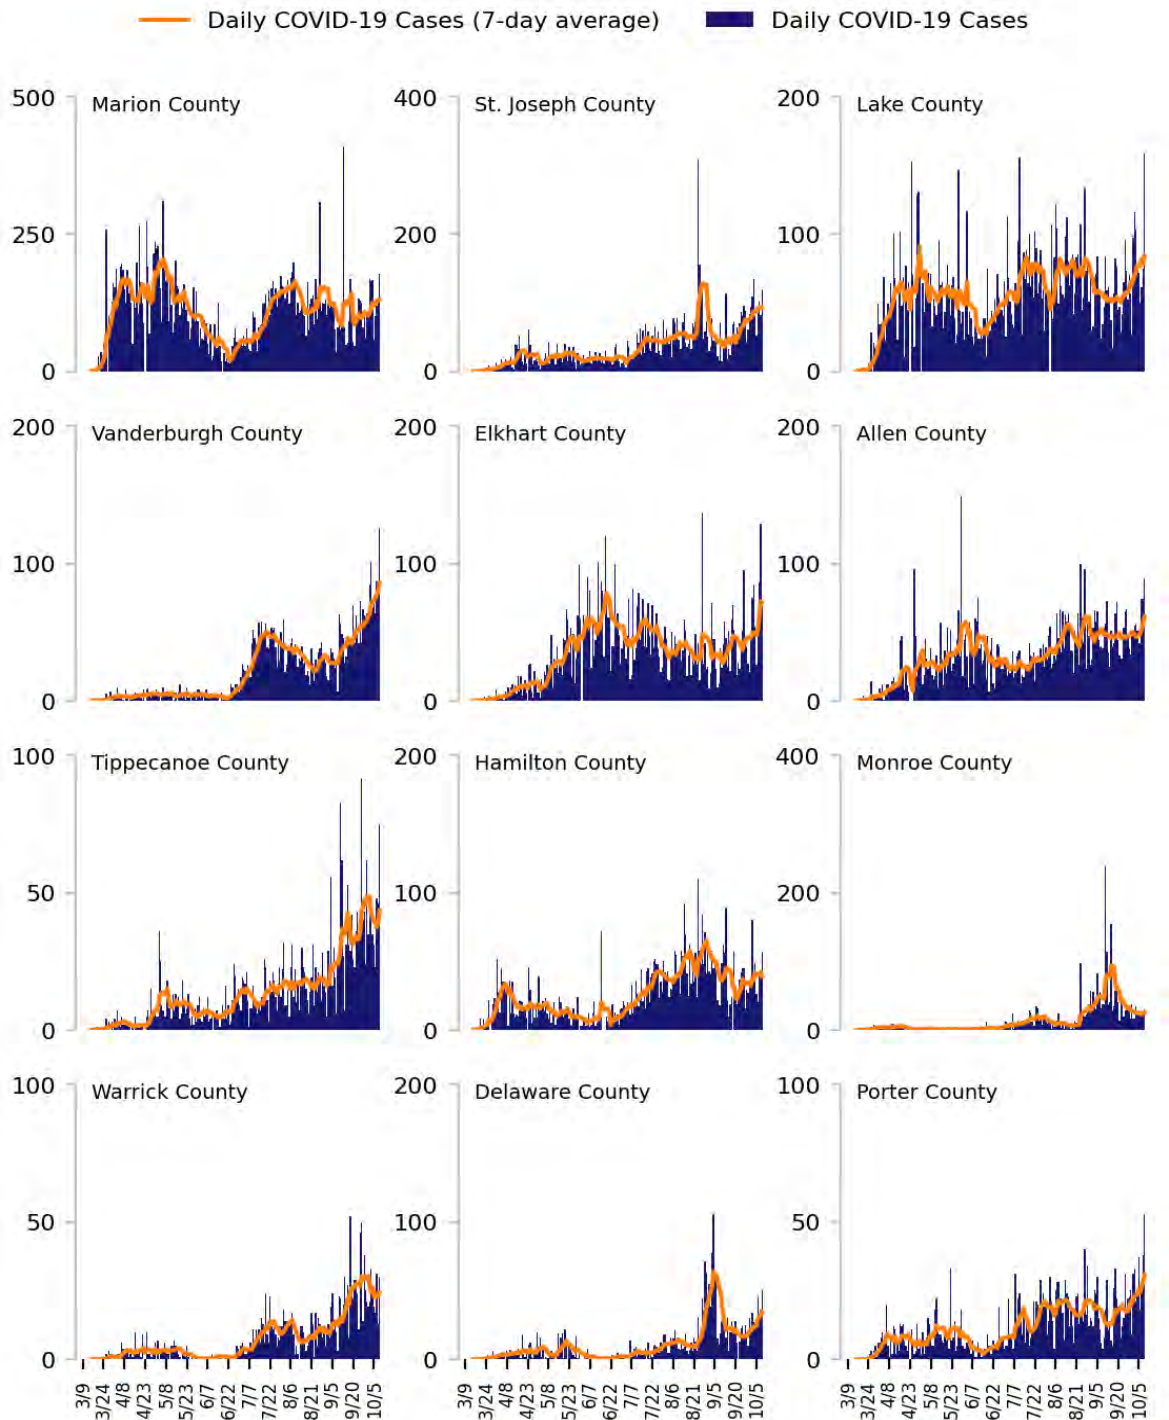 Daily COVID-19 Cases (7-day average) Daily COVID-19 Cases
500 Marion County 400 St. Joseph County 200 Lake County
250 200 100
0 0 0
200 Vanderburgh County 200 Elkhart County 200 Allen County
100 100 100
0 0 0
100 Tippecanoe County 200 Hamilton County 400 Monroe County
50 100 200
0 0 0
100 Warrick County 200 Delaware County 100 Porter County
50 100 50
0 0 0
3/9 3/24 4/8 4/23 5/8 5/23 6/7 6/22 7/7 7/22 8/6 8/21 9/5 9/20 10/5 3/9 3/24 4/8 4/23 5/8 5/23 6/7 6/22 7/7 7/22 8/6 8/21 9/5 9/20 10/5 3/9 3/24 4/8 4/23 5/8 5/23 6/7 6/22 7/7 7/22 8/6 8/21 9/5 9/20 10/5